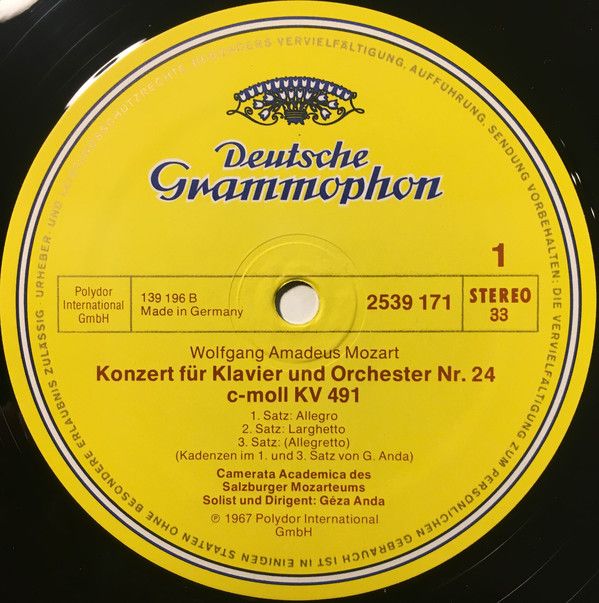 Deutsche
Grammophon
1
Polydor
International
GmbH
139 196 B
Made in Germany
2539 171
STEREO
33
Wolfgang Amadeus Mozart
Konzert für Klavier und Orchester Nr. 24
c-moll KV 491
1. Satz: Allegro
2. Satz: Larghetto
3. Satz: (Allegretto)
(Kadenzen im 1. und 3. Satz von G. Anda)
Camerata Academica des
Salzburger Mozarteums
Solist und Dirigent: Géza Anda
℗ 1967 Polydor International
GmbH
URHEBER- UND LEISTUNGSSCHUTZRECHTE INSBESONDERS VERVIELFÄLTIGUNG, AUFFÜHRUNG, SENDUNG VORBEHALTEN: DIE VERVIELFÄLTIGUNG ZUM PERSÖNLICHEN GEBRAUCH IST IN EINIGEN STAATEN OHNE BESONDERE ERLAUBNIS ZULÄSSIG